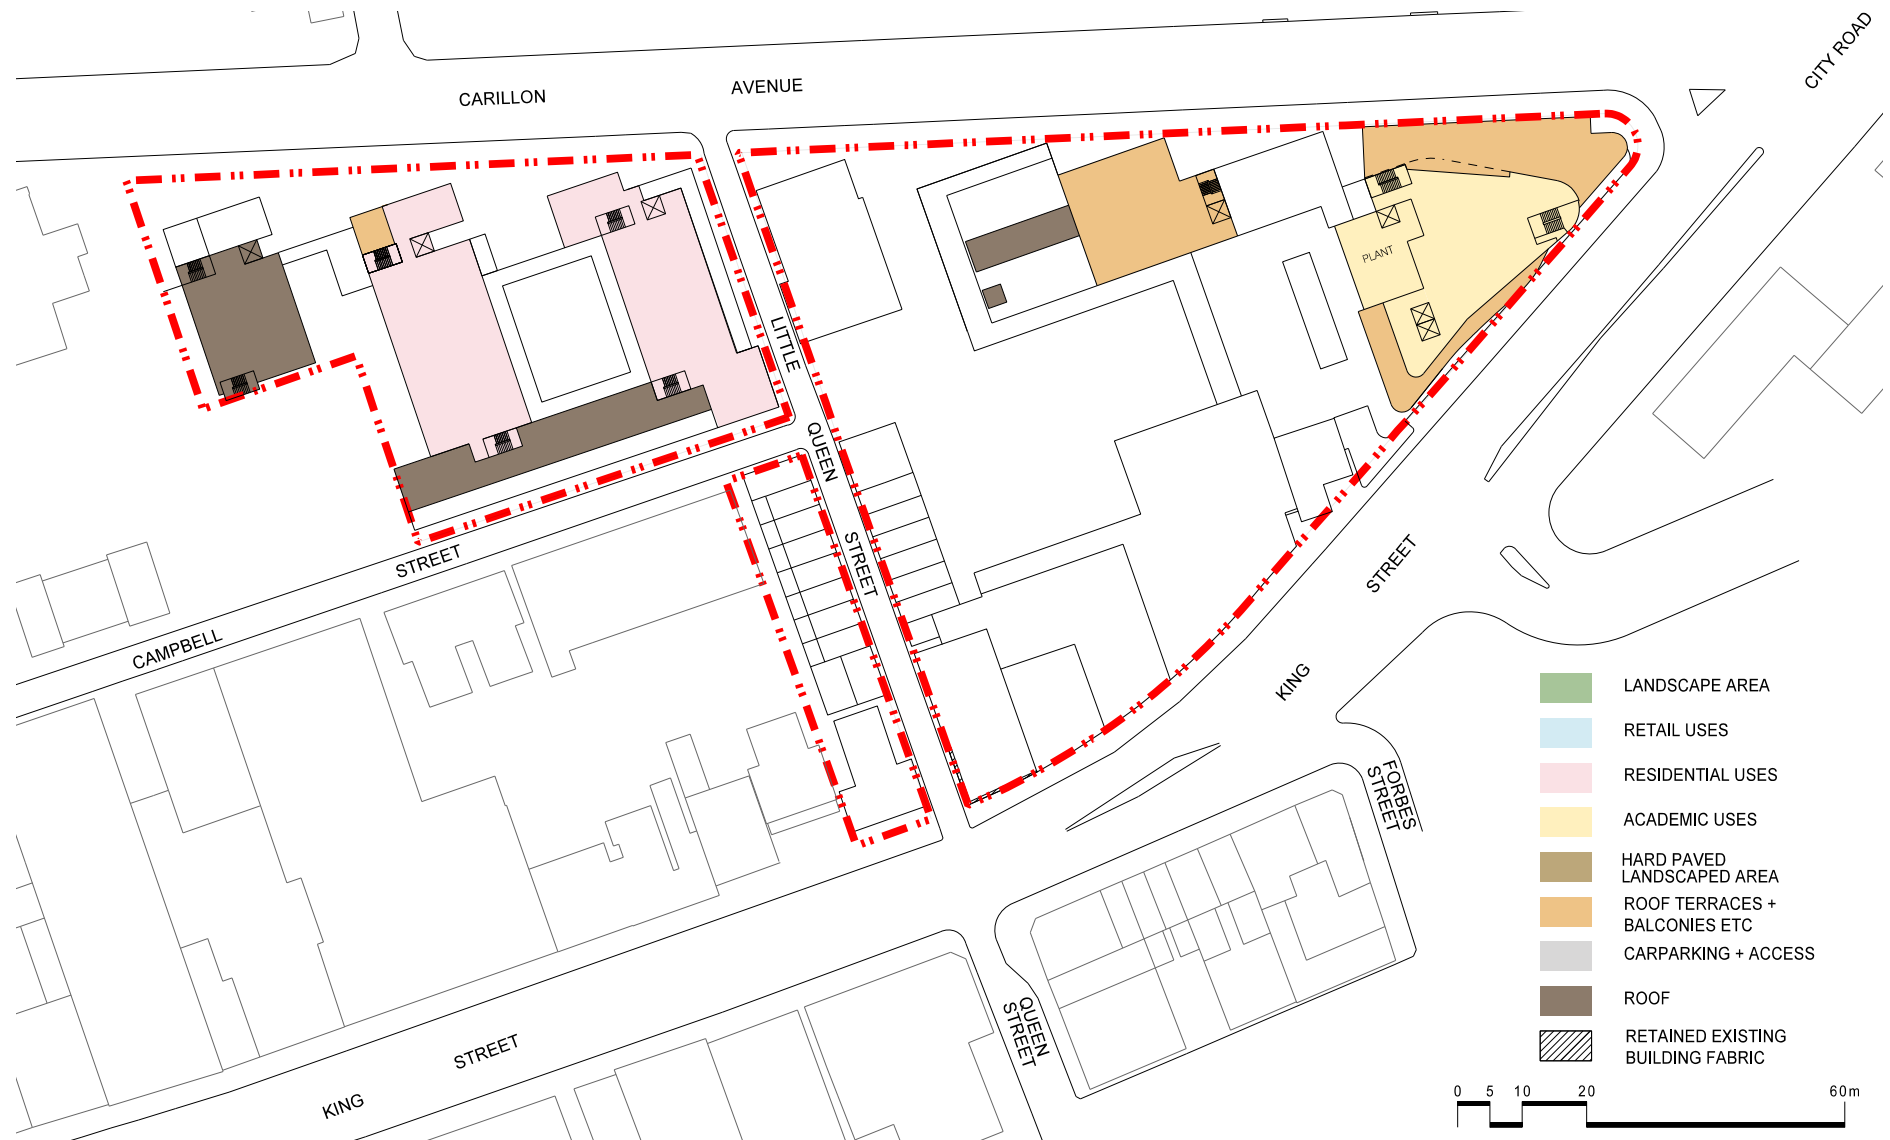 CITY ROAD
CARILLON
AVENUE
PLANT
LITTLE
QUEEN
STREET
STREET
CAMPBELL
STREET
KING
FORBES
STREET
QUEEN
STREET
STREET
KING
LANDSCAPE AREA
RETAIL USES
RESIDENTIAL USES
ACADEMIC USES
HARD PAVED
LANDSCAPED AREA
ROOF TERRACES +
BALCONIES ETC
CARPARKING + ACCESS
ROOF
RETAINED EXISTING
BUILDING FABRIC
0 5 10 20 60m